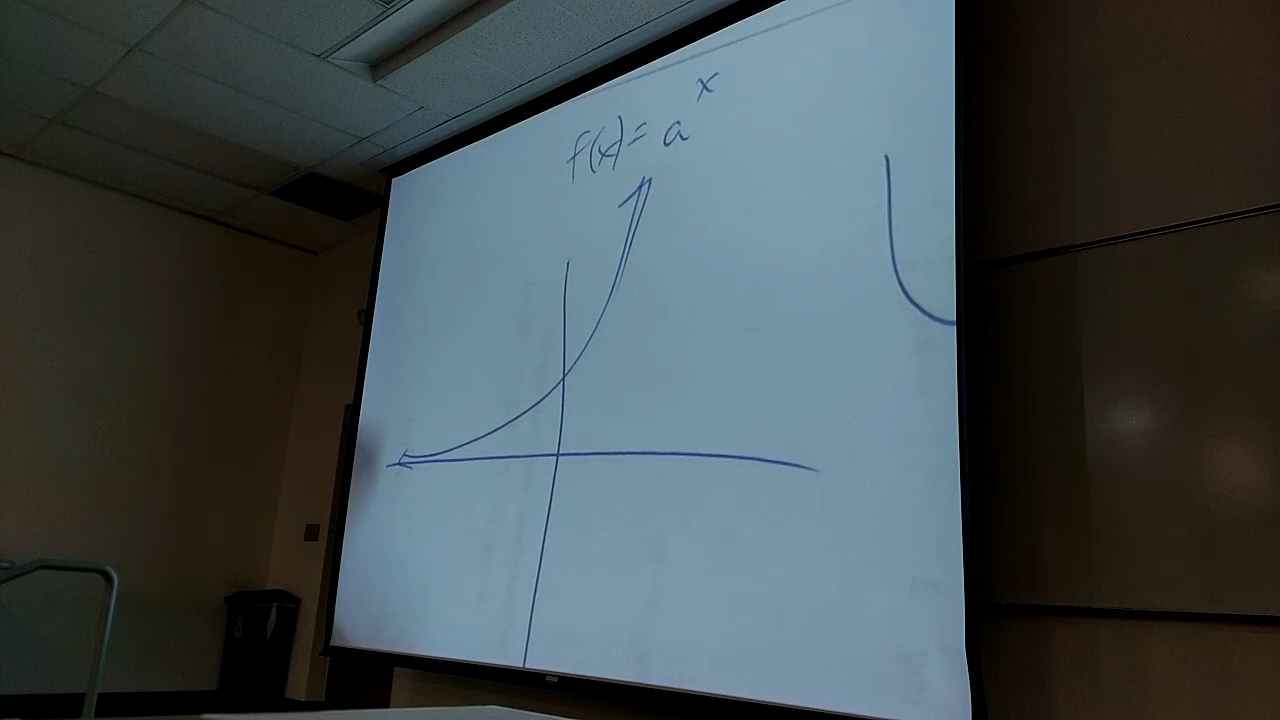 f(x) = a^x